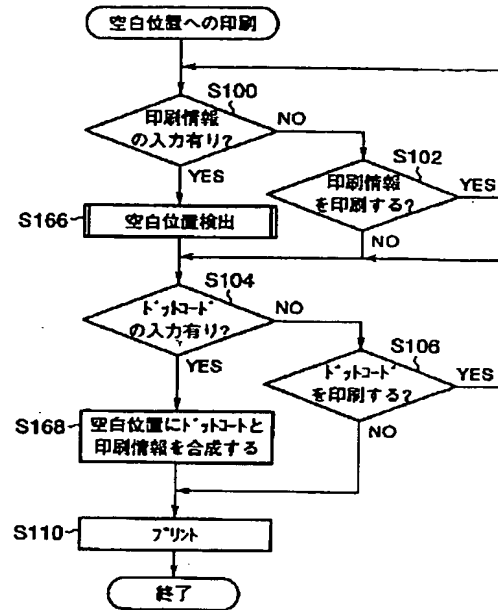 空白位置への印刷
S100
印刷情報
の入力有り?
NO
YES
S102
印刷情報
を印刷する?
YES
NO
S166
空白位置検出
S104
ドットコード
の入力有り?
NO
YES
S106
ドットコード
を印刷する?
YES
NO
S168
空白位置にドットコートと
印刷情報を合成する
S110
プリント
終了